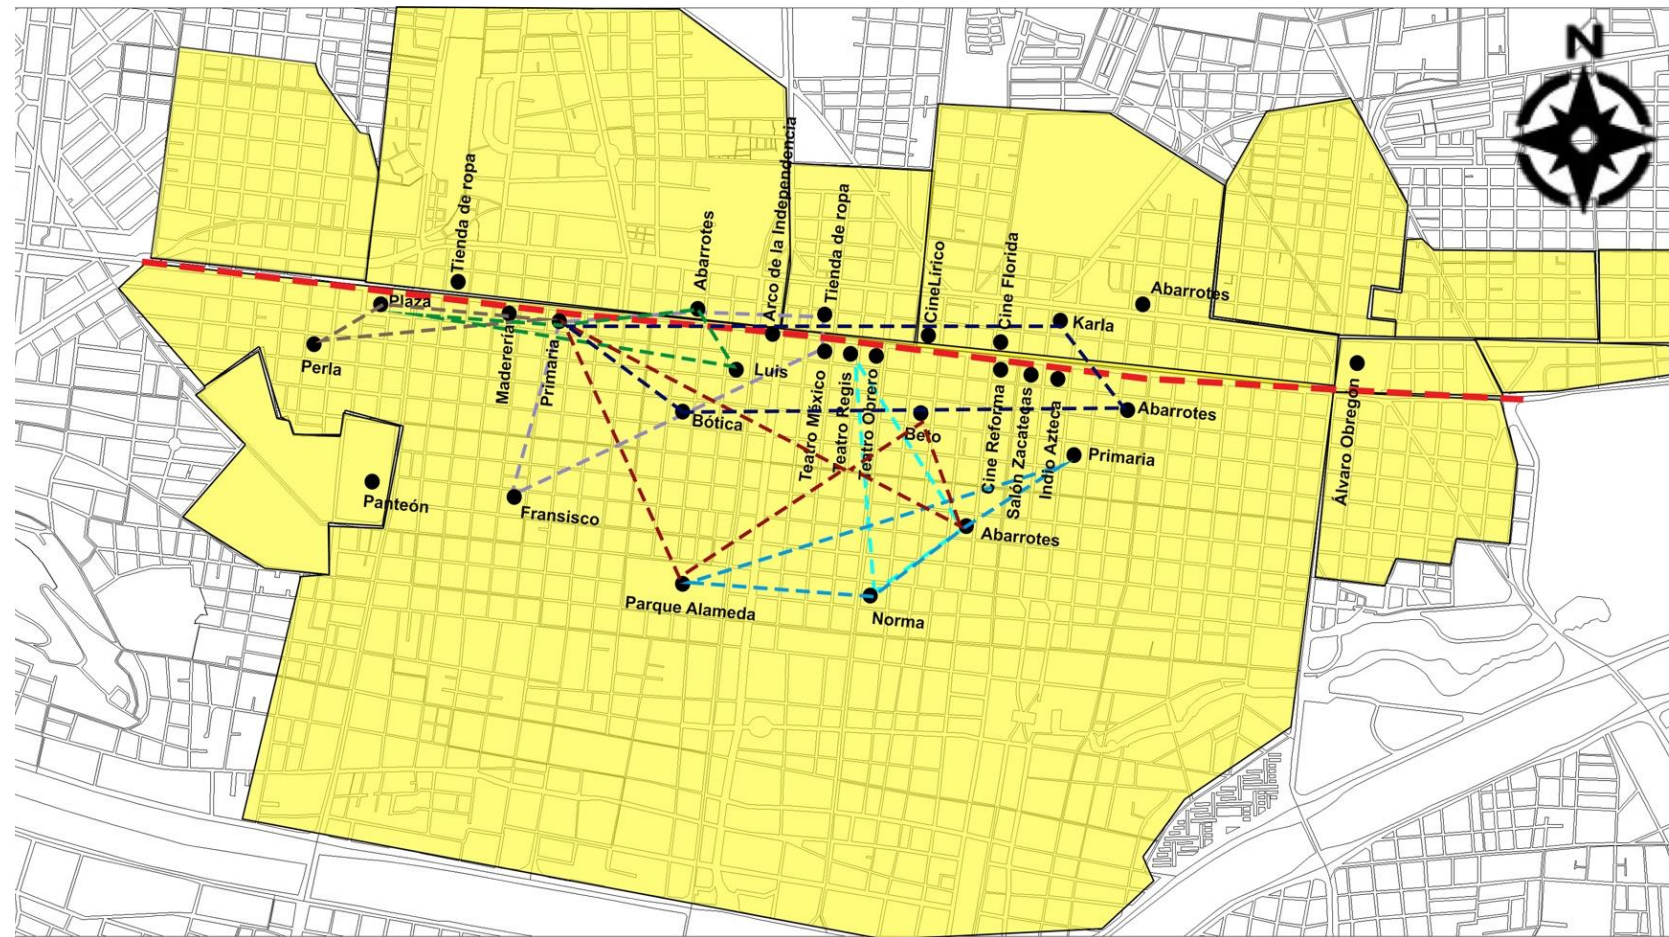 N
Tienda de ropa
Abarrotes
Arco de la Independencia
Tienda de ropa
CineLírico
Cine Florida
Abarrotes
Plaza
Karla
Perla
Maderería
Primaria
Luis
Bótica
Teatro México
Teatro Regis
Teatro Obrero
Beto
Cine Reforma
Salón Zacatecas
Indio Azteca
Abarrotes
Primaria
Álvaro Obregón
Panteón
Fransisco
Abarrotes
Parque Alameda
Norma